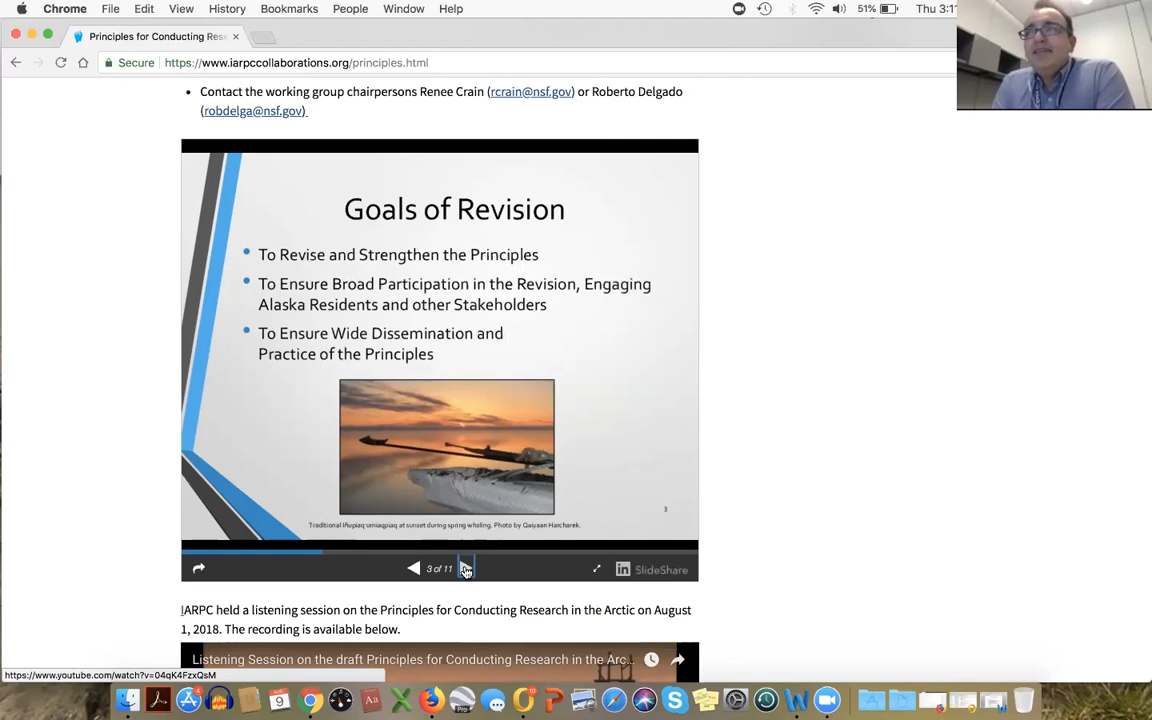 Chrome File Edit View History Bookmarks People Window Help 51% Thu 3:11
Principles for Conducting Res
Secure https://www.iarpccollaborations.org/principles.html
• Contact the working group chairpersons Renee Crain (rcrain@nsf.gov) or Roberto Delgado
(robdelga@nsf.gov)
Goals of Revision
• To Revise and Strengthen the Principles
• To Ensure Broad Participation in the Revision, Engaging
Alaska Residents and other Stakeholders
• To Ensure Wide Dissemination and
Practice of the Principles
Traditional Iñupiaq umiaqpiaq at sunset during spring whaling. Photo by Qaiyaan Harcharek.
3
3 of 11
in SlideShare
IARPC held a listening session on the Principles for Conducting Research in the Arctic on August
1, 2018. The recording is available below.
Listening Session on the draft Principles for Conducting Research in the Arc...
https://www.youtube.com/watch?v=04qK4FzxQsM